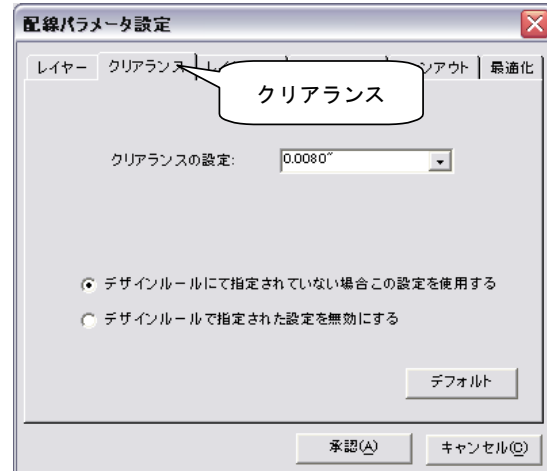 配線パラメータ設定
レイヤー クリアランス 最適化
クリアランス
クリアランスの設定: 0.0080"
デザインルールにて指定されていない場合この設定を使用する
デザインルールで指定された設定を無効にする
デフォルト
承認(A) キャンセル(C)